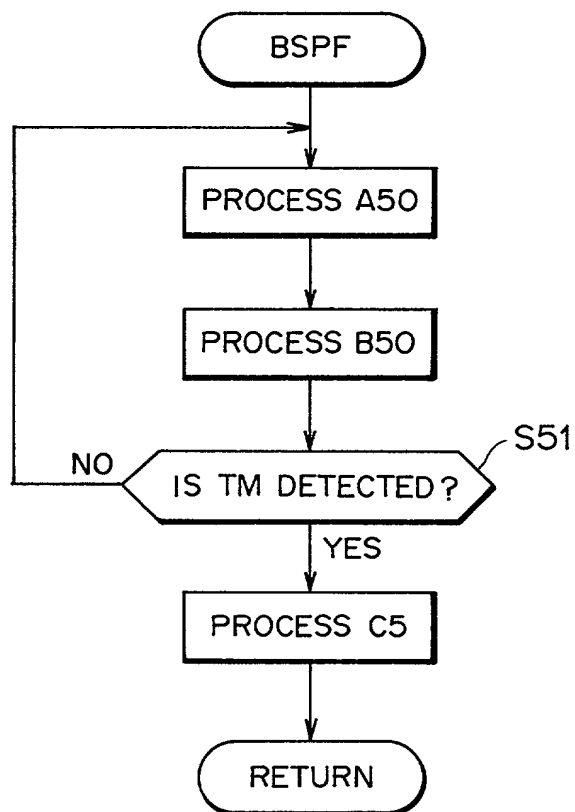 BSPF
PROCESS A50
PROCESS B50
S51
NO
IS TM DETECTED?
YES
PROCESS C5
RETURN